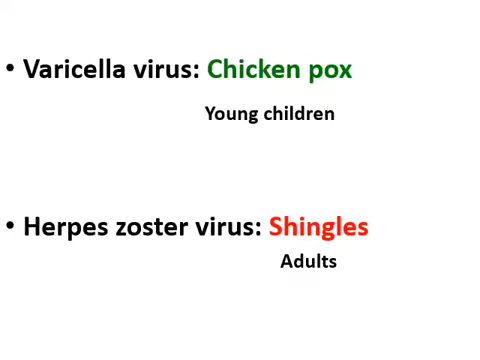 • Varicella virus: Chicken pox
Young children
• Herpes zoster virus: Shingles
Adults